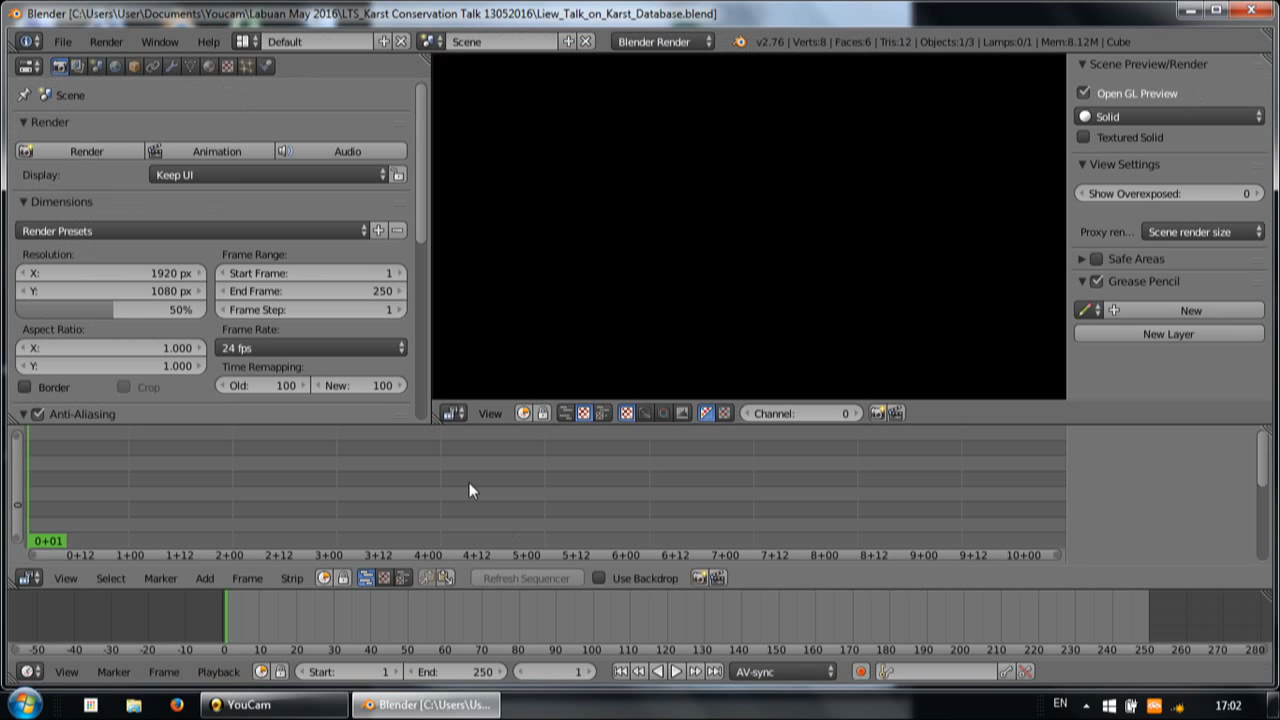 Blender [C:\Users\User\Documents\Youcam\Labuan May 2016\LTS_Karst Conservation Talk 13052016\Liew_Talk_on_Karst_Database.blend]
File Render Window Help Default Scene Blender Render v2.76 | Verts:8 | Faces:6 | Tris:12 | Objects:1/3 | Lamps:0/1 | Mem:8.12M | Cube
Scene
Render
Render Animation Audio
Display: Keep UI
Dimensions
Render Presets
Resolution: Frame Range:
X: 1920 px Start Frame: 1
Y: 1080 px End Frame: 250
50% Frame Step: 1
Aspect Ratio: Frame Rate:
X: 1.000 24 fps
Y: 1.000 Time Remapping:
Border Crop Old: 100 New: 100
Anti-Aliasing
Scene Preview/Render
Open GL Preview
Solid
Textured Solid
View Settings
Show Overexposed: 0
Proxy ren... Scene render size
Safe Areas
Grease Pencil
New
New Layer
View Channel: 0
0+01
0+12 1+00 1+12 2+00 2+12 3+00 3+12 4+00 4+12 5+00 5+12 6+00 6+12 7+00 7+12 8+00 8+12 9+00 9+12 10+00
View Select Marker Add Frame Strip Refresh Sequencer Use Backdrop
-50 -40 -30 -20 -10 0 10 20 30 40 50 60 70 80 90 100 110 120 130 140 150 160 170 180 190 200 210 220 230 240 250 260 270 280
View Marker Frame Playback Start: 1 End: 250 1 AV-sync
YouCam Blender [C:\Users\Us... EN 17:02